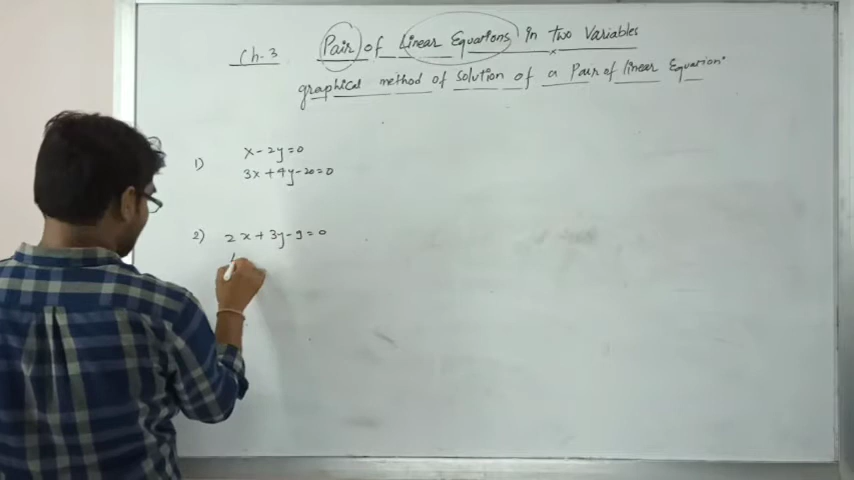 Ch.3
Pair of Linear Equations in two Variables
graphical method of solution of a Pair of linear Equation.
1) x - 2y = 0
3x + 4y - 20 = 0
2) 2x + 3y - 9 = 0